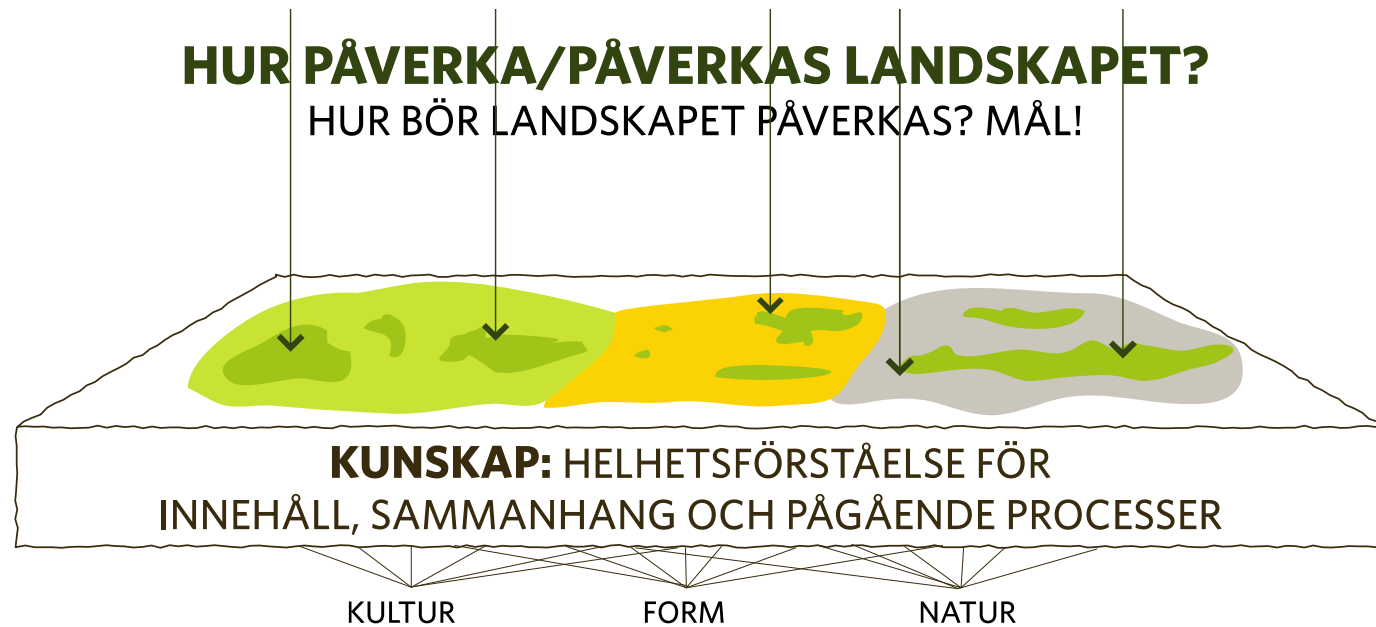 HUR PÅVERKA/PÅVERKAS LANDSKAPET?
HUR BÖR LANDSKAPET PÅVERKAS? MÅL!
KUNSKAP: HELHETSFÖRSTÅELSE FÖR
INNEHÅLL, SAMMANHANG OCH PÅGÅENDE PROCESSER
KULTUR
FORM
NATUR